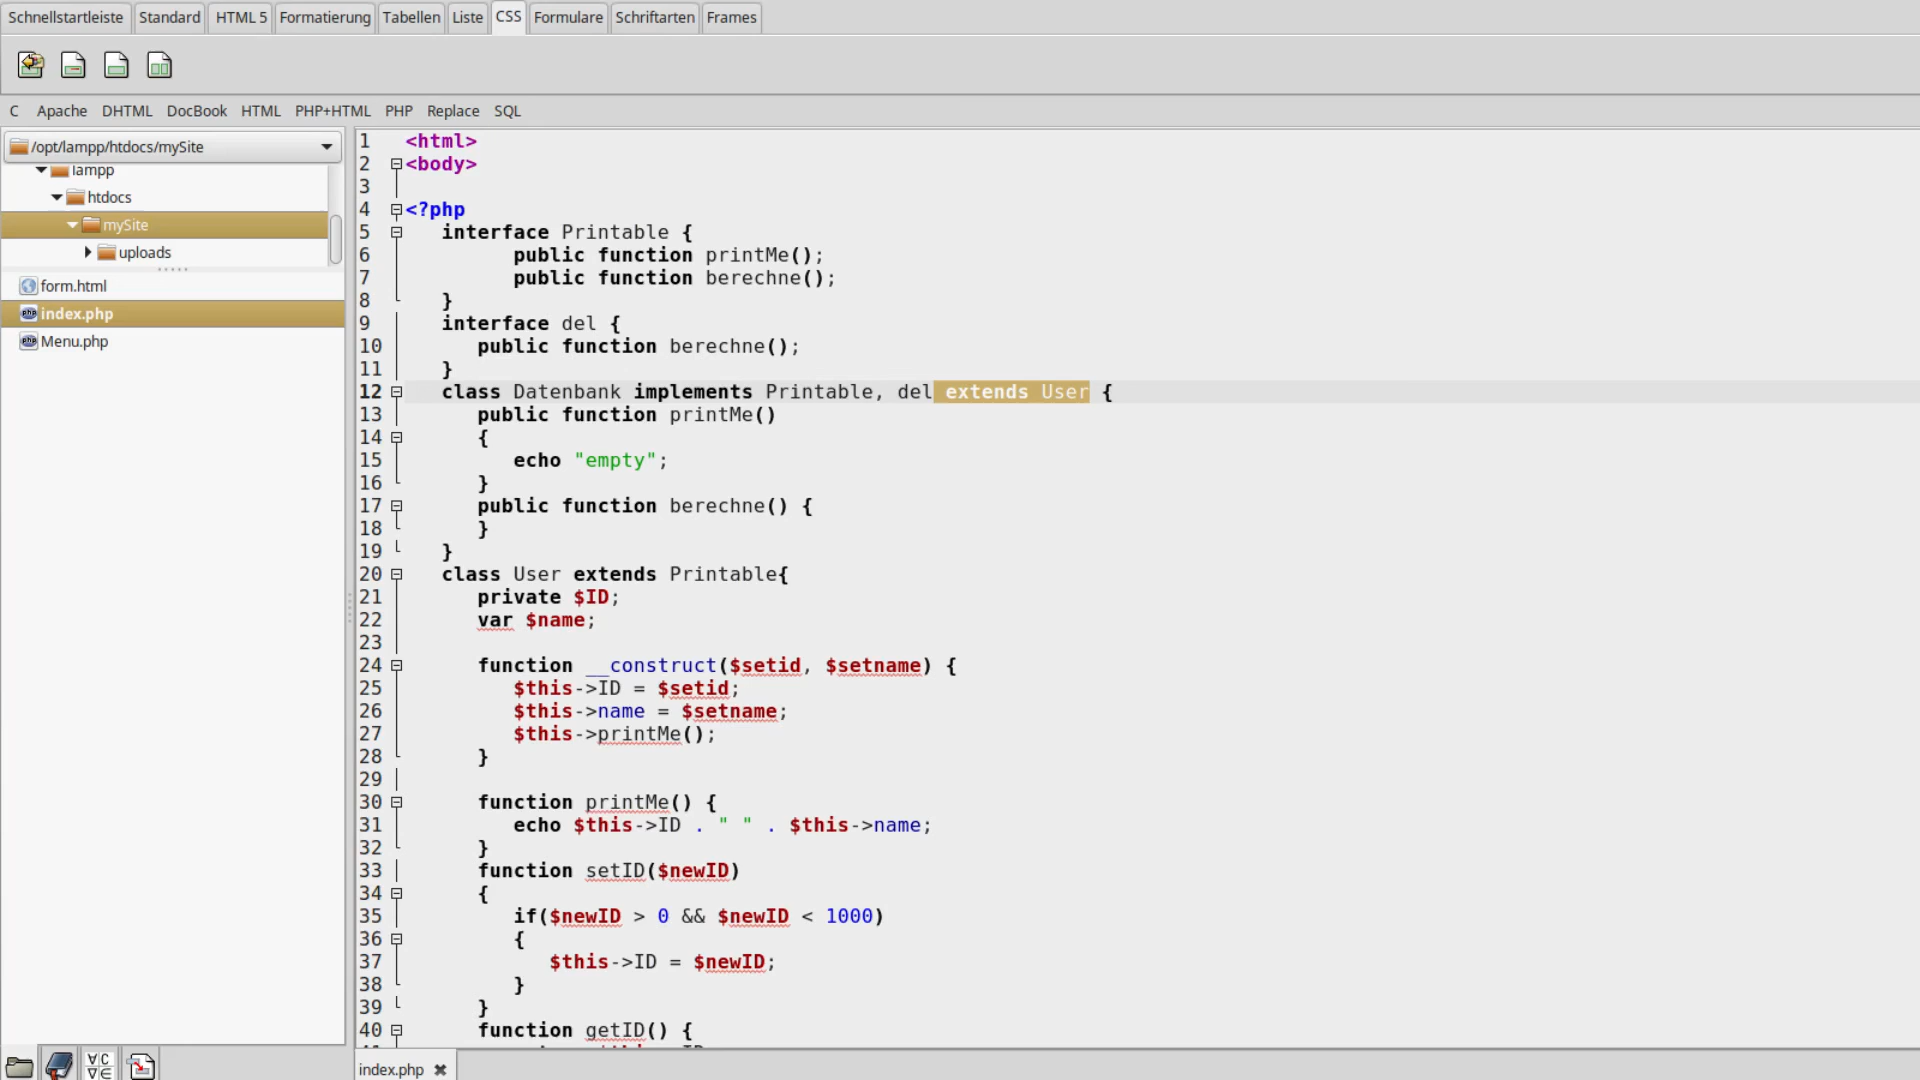 Schnellstartleiste Standard HTML 5 Formatierung Tabellen Liste CSS Formulare Schriftarten Frames
C Apache DHTML DocBook HTML PHP+HTML PHP Replace SQL
/opt/lampp/htdocs/mySite
lampp
htdocs
mySite
uploads
form.html
index.php
Menu.php
1 <html>
2 <body>
3
4 <?php
5 interface Printable {
6 public function printMe();
7 public function berechne();
8 }
9 interface del {
10 public function berechne();
11 }
12 class Datenbank implements Printable, del extends User {
13 public function printMe()
14 {
15 echo "empty";
16 }
17 public function berechne() {
18 }
19 }
20 class User extends Printable{
21 private $ID;
22 var $name;
23
24 function __construct($setid, $setname) {
25 $this->ID = $setid;
26 $this->name = $setname;
27 $this->printMe();
28 }
29
30 function printMe() {
31 echo $this->ID . " " . $this->name;
32 }
33 function setID($newID)
34 {
35 if($newID > 0 && $newID < 1000)
36 {
37 $this->ID = $newID;
38 }
39 }
40 function getID() {
index.php